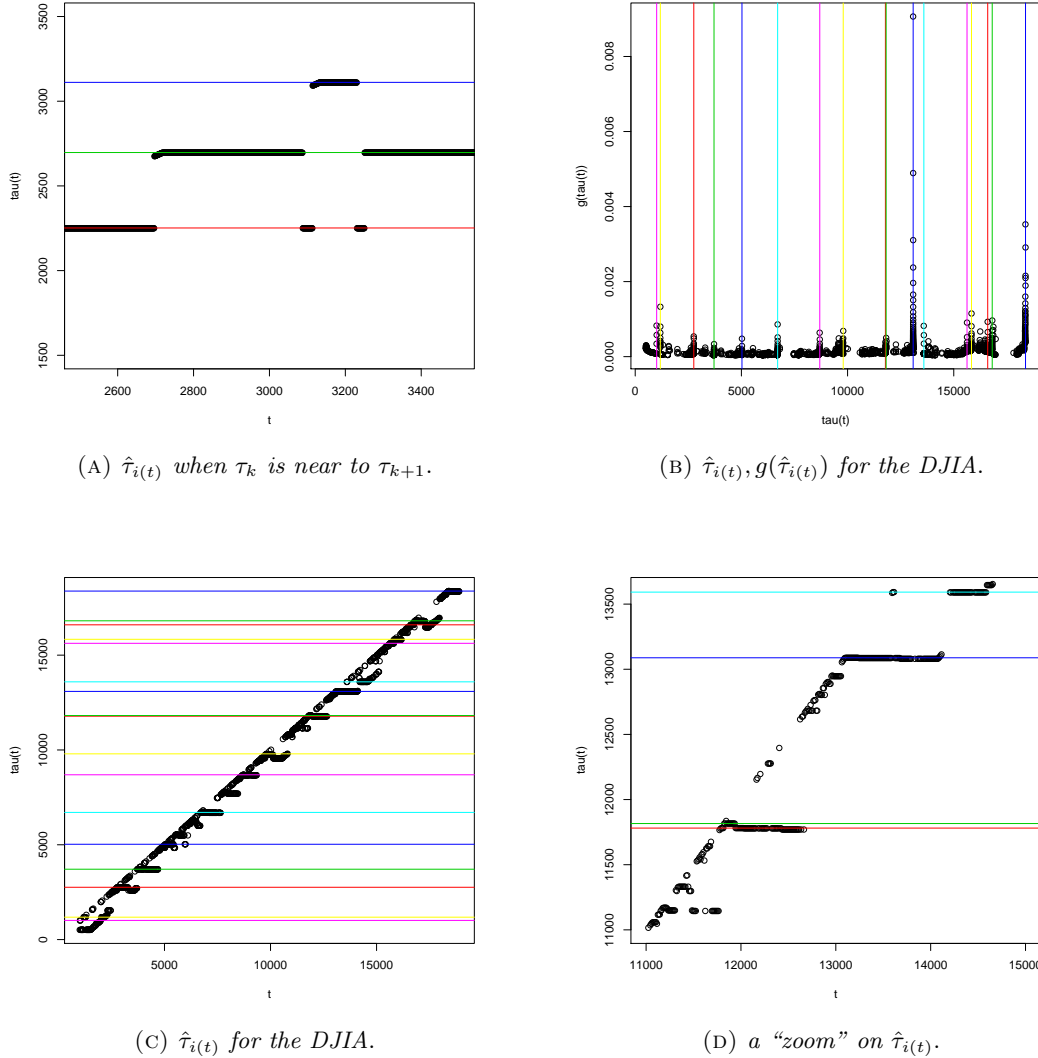 3500
3000
2500
2000
1500
tau(t)
2600 2800 3000 3200 3400
t
(A) τ̂_{i(t)} when τ_k is near to τ_{k+1}.
0.008
0.006
0.004
0.002
0.000
g(tau(t))
0 5000 10000 15000
tau(t)
(B) τ̂_{i(t)}, g(τ̂_{i(t)}) for the DJIA.
15000
10000
5000
0
tau(t)
5000 10000 15000
t
(C) τ̂_{i(t)} for the DJIA.
13500
13000
12500
12000
11500
11000
tau(t)
11000 12000 13000 14000 15000
t
(D) a “zoom” on τ̂_{i(t)}.